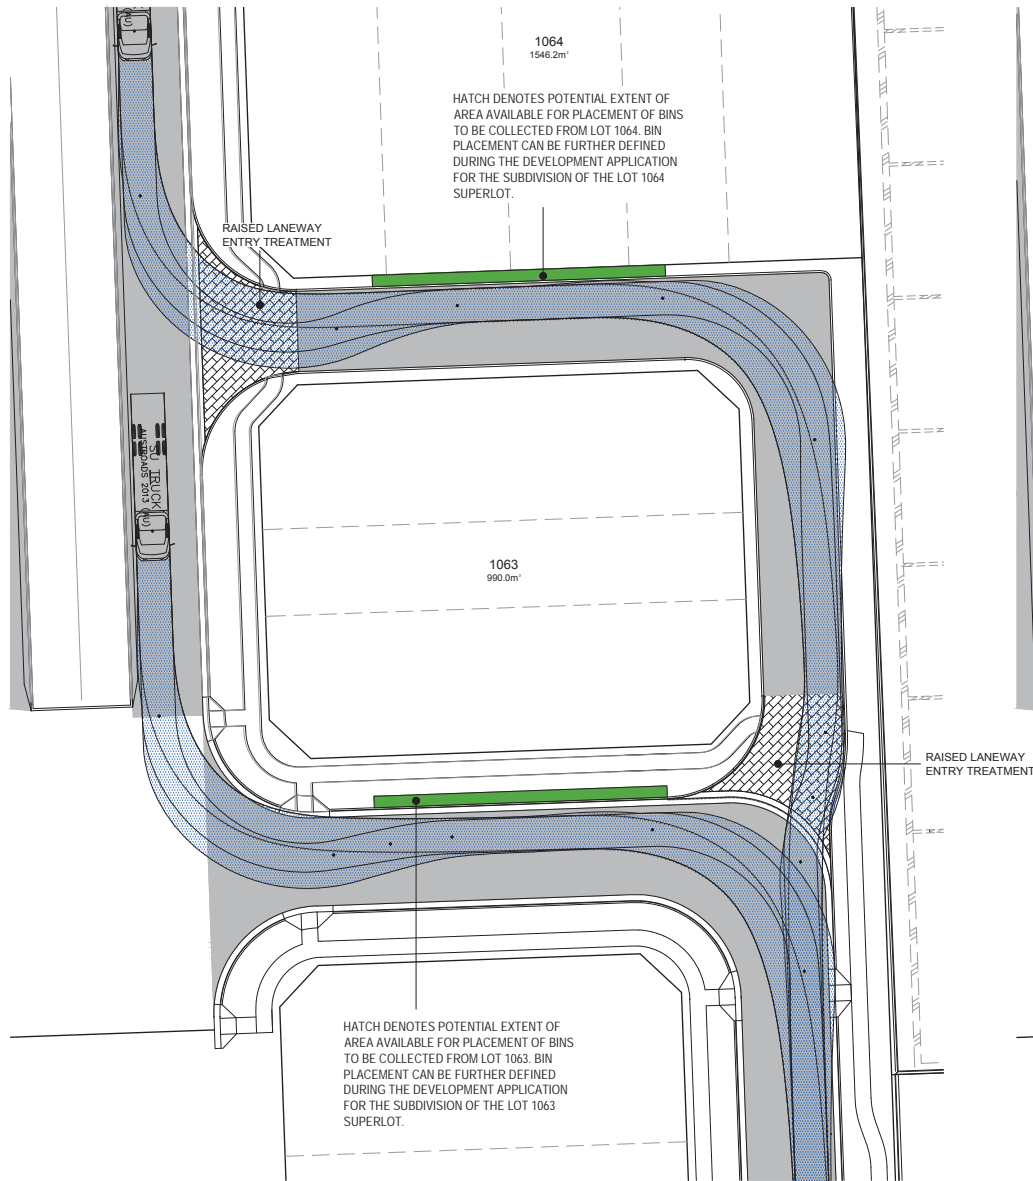 1064
1546.2m²
HATCH DENOTES POTENTIAL EXTENT OF
AREA AVAILABLE FOR PLACEMENT OF BINS
TO BE COLLECTED FROM LOT 1064. BIN
PLACEMENT CAN BE FURTHER DEFINED
DURING THE DEVELOPMENT APPLICATION
FOR THE SUBDIVISION OF THE LOT 1064
SUPERLOT.
RAISED LANEWAY
ENTRY TREATMENT
SU TRUCK
AUSTROADS 2013 (AU)
1063
990.0m²
RAISED LANEWAY
ENTRY TREATMENT
HATCH DENOTES POTENTIAL EXTENT OF
AREA AVAILABLE FOR PLACEMENT OF BINS
TO BE COLLECTED FROM LOT 1063. BIN
PLACEMENT CAN BE FURTHER DEFINED
DURING THE DEVELOPMENT APPLICATION
FOR THE SUBDIVISION OF THE LOT 1063
SUPERLOT.